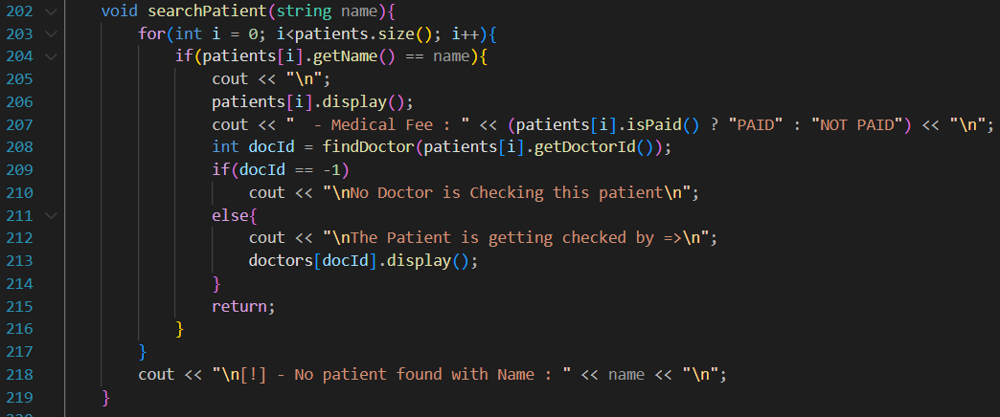 202 void searchPatient(string name){
203 for(int i = 0; i<patients.size(); i++){
204 if(patients[i].getName() == name){
205 cout << "\n";
206 patients[i].display();
207 cout << "  - Medical Fee : " << (patients[i].isPaid() ? "PAID" : "NOT PAID") << "\n";
208 int docId = findDoctor(patients[i].getDoctorId());
209 if(docId == -1)
210 cout << "\nNo Doctor is Checking this patient\n";
211 else{
212 cout << "\nThe Patient is getting checked by =>\n";
213 doctors[docId].display();
214 }
215 return;
216 }
217 }
218 cout << "\n[!] - No patient found with Name : " << name << "\n";
219 }